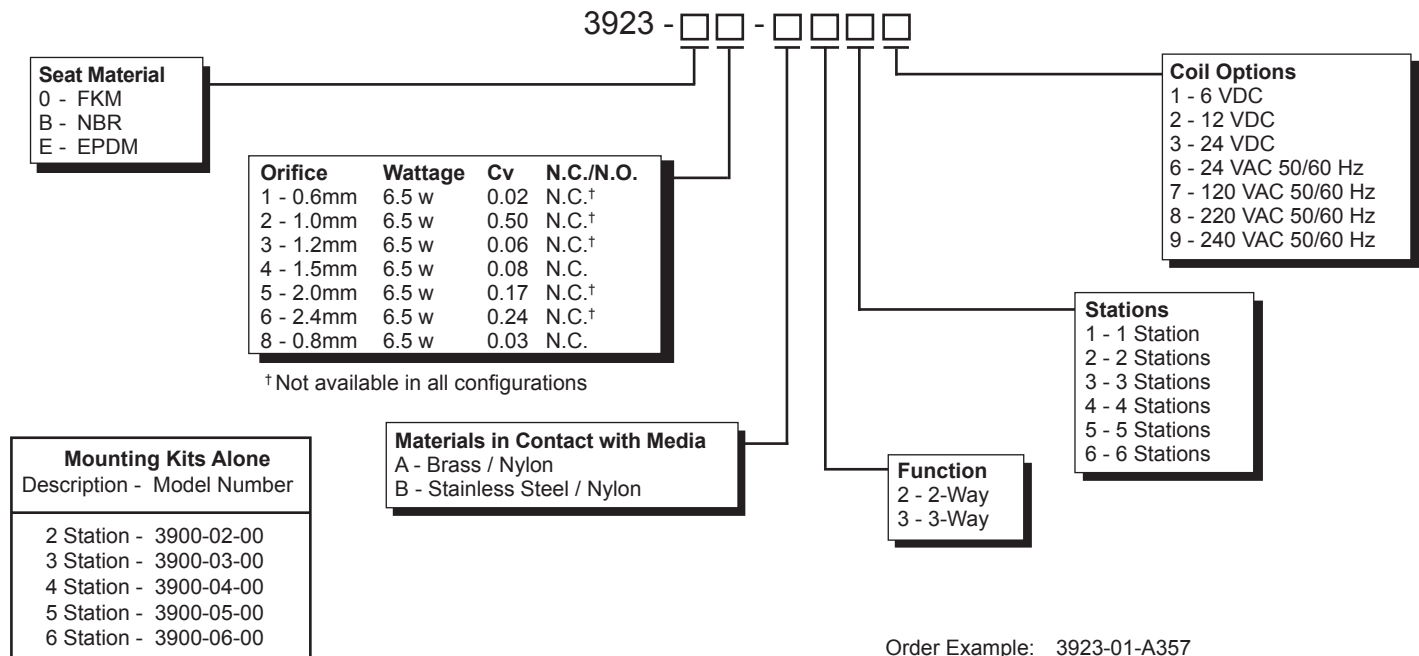 3923 - □□ - □□□□
Seat Material
0 - FKM
B - NBR
E - EPDM
Orifice Wattage Cv N.C./N.O.
1 - 0.6mm 6.5 w 0.02 N.C.†
2 - 1.0mm 6.5 w 0.50 N.C.†
3 - 1.2mm 6.5 w 0.06 N.C.†
4 - 1.5mm 6.5 w 0.08 N.C.
5 - 2.0mm 6.5 w 0.17 N.C.†
6 - 2.4mm 6.5 w 0.24 N.C.†
8 - 0.8mm 6.5 w 0.03 N.C.
† Not available in all configurations
Coil Options
1 - 6 VDC
2 - 12 VDC
3 - 24 VDC
6 - 24 VAC 50/60 Hz
7 - 120 VAC 50/60 Hz
8 - 220 VAC 50/60 Hz
9 - 240 VAC 50/60 Hz
Stations
1 - 1 Station
2 - 2 Stations
3 - 3 Stations
4 - 4 Stations
5 - 5 Stations
6 - 6 Stations
Materials in Contact with Media
A - Brass / Nylon
B - Stainless Steel / Nylon
Function
2 - 2-Way
3 - 3-Way
Mounting Kits Alone
Description - Model Number
2 Station - 3900-02-00
3 Station - 3900-03-00
4 Station - 3900-04-00
5 Station - 3900-05-00
6 Station - 3900-06-00
Order Example: 3923-01-A357